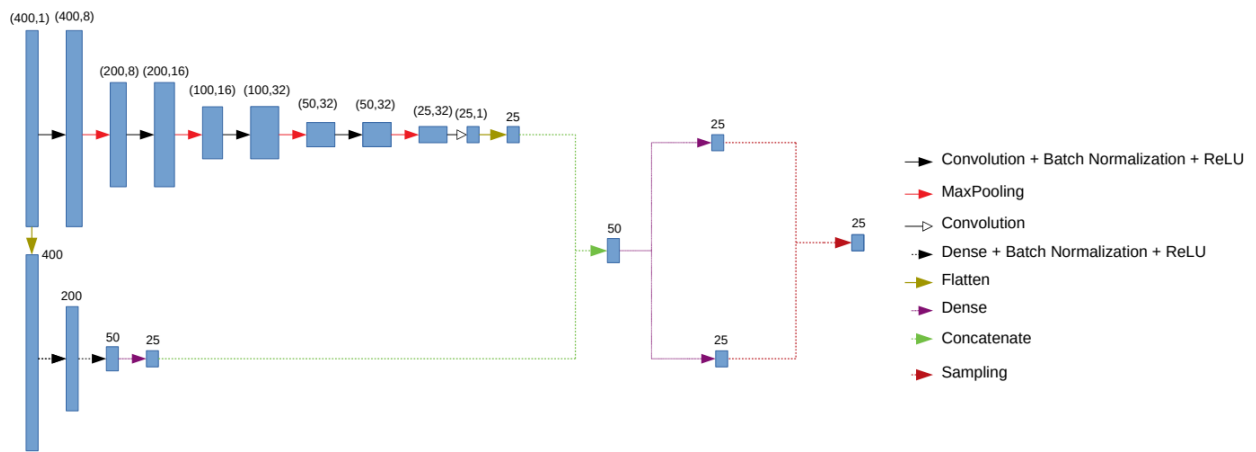 (400,1) (400,8)
(200,8) (200,16)
(100,16) (100,32)
(50,32) (50,32)
(25,32) (25,1) 25
400
200
50 25
50
25
25
25
Convolution + Batch Normalization + ReLU
MaxPooling
Convolution
Dense + Batch Normalization + ReLU
Flatten
Dense
Concatenate
Sampling